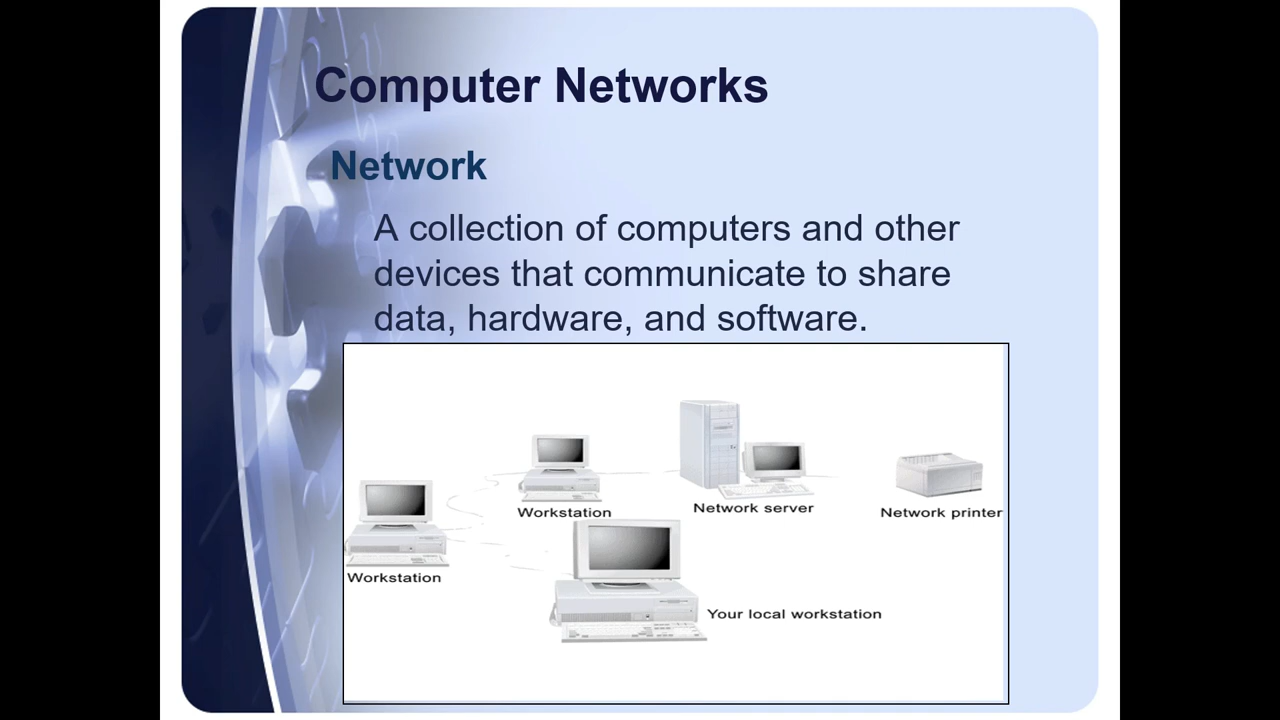 Computer Networks
Network
A collection of computers and other
devices that communicate to share
data, hardware, and software.
Workstation
Network server
Network printer
Workstation
Your local workstation